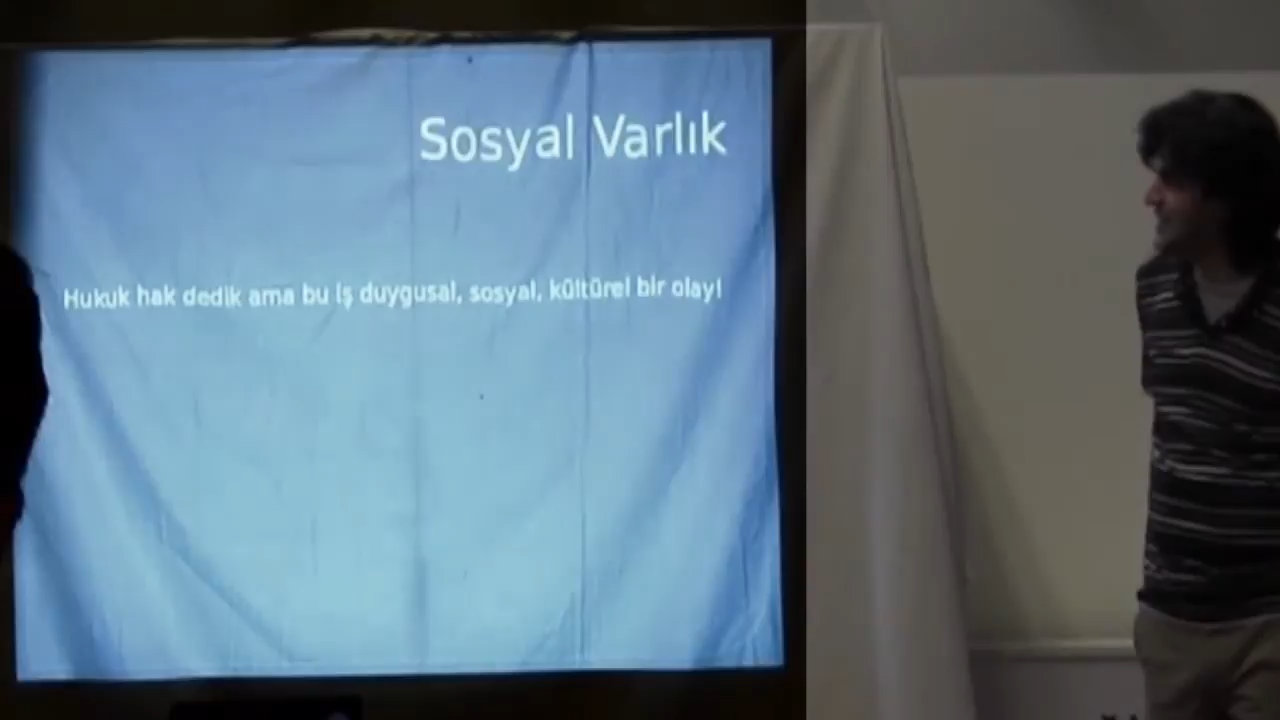 Sosyal Varlık
Hukuk hak dedik ama bu iş duygusal, sosyal, kültürel bir olay!